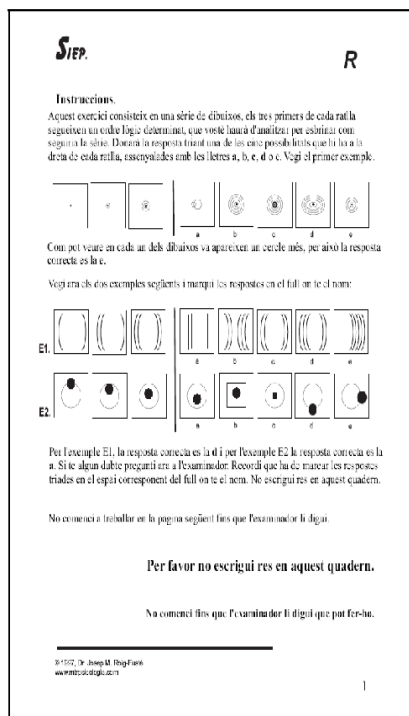 SIEP.
R
Instruccions.
Aquest exercici consisteix en una sèrie de dibuixos, els tres primers de cada ratlla
segueixen un ordre lògic determinat, que vostè haurà d'analitzar per esbrinar com
seguiria la sèrie. Donarà la resposta triant una de les cinc possibilitats que hi ha a la
dreta de cada ratlla, assenyalades amb les lletres a, b, c, d o e. Vegi el primer exemple.
a b c d e
Com pot veure en cada un dels dibuixos va apareixen un cercle més, per això la resposta
correcta es la e.
Vegi ara els dos exemples següents i marqui les respostes en el full on te el nom:
E1.
a b c d e
E2.
a b c d e
Per l'exemple E1, la resposta correcta es la d i per l'exemple E2 la resposta correcta es la
a. Si te algun dubte pregunti ara a l'examinador. Recordi que ha de marcar les respostes
triades en el espai corresponent del full on te el nom. No escrigui res en aquest quadern.
No comenci a treballar en la pagina següent fins que l'examinador li digui.
Per favor no escrigui res en aquest quadern.
No comenci fins que l'examinador li digui que pot fer-ho.
© 1997, Dr. Josep M. Roig-Fusté
1